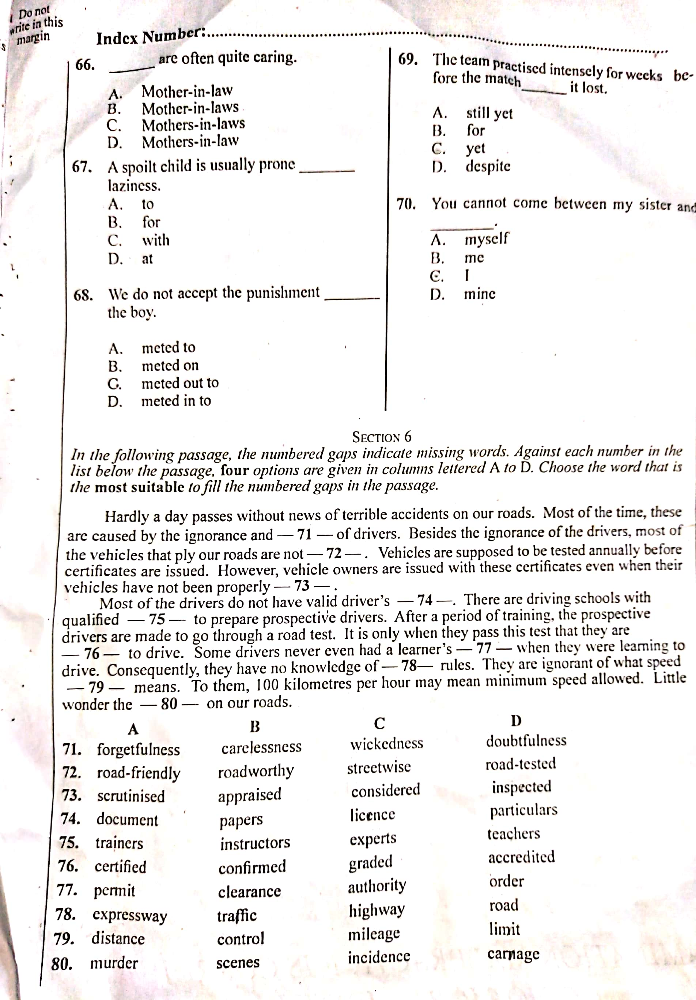 Do not
write in this
margin
Index Number:..........................................................................................
66. ______ are often quite caring.
A. Mother-in-law
B. Mother-in-laws
C. Mothers-in-laws
D. Mothers-in-law
67. A spoilt child is usually prone ______
laziness.
A. to
B. for
C. with
D. at
68. We do not accept the punishment ______
the boy.
A. meted to
B. meted on
C. meted out to
D. meted in to
69. The team practised intensely for weeks be-
fore the match ______ it lost.
A. still yet
B. for
C. yet
D. despite
70. You cannot come between my sister and
______.
A. myself
B. me
C. I
D. mine
SECTION 6
In the following passage, the numbered gaps indicate missing words. Against each number in the
list below the passage, four options are given in columns lettered A to D. Choose the word that is
the most suitable to fill the numbered gaps in the passage.
Hardly a day passes without news of terrible accidents on our roads. Most of the time, these
are caused by the ignorance and — 71 — of drivers. Besides the ignorance of the drivers, most of
the vehicles that ply our roads are not — 72 — . Vehicles are supposed to be tested annually before
certificates are issued. However, vehicle owners are issued with these certificates even when their
vehicles have not been properly — 73 — .
Most of the drivers do not have valid driver's — 74 —. There are driving schools with
qualified — 75 — to prepare prospective drivers. After a period of training, the prospective
drivers are made to go through a road test. It is only when they pass this test that they are
— 76 — to drive. Some drivers never even had a learner's — 77 — when they were learning to
drive. Consequently, they have no knowledge of — 78— rules. They are ignorant of what speed
— 79 — means. To them, 100 kilometres per hour may mean minimum speed allowed. Little
wonder the — 80 — on our roads.
A B C D
71. forgetfulness carelessness wickedness doubtfulness
72. road-friendly roadworthy streetwise road-tested
73. scrutinised appraised considered inspected
74. document papers licence particulars
75. trainers instructors experts teachers
76. certified confirmed graded accredited
77. permit clearance authority order
78. expressway traffic highway road
79. distance control mileage limit
80. murder scenes incidence carnage